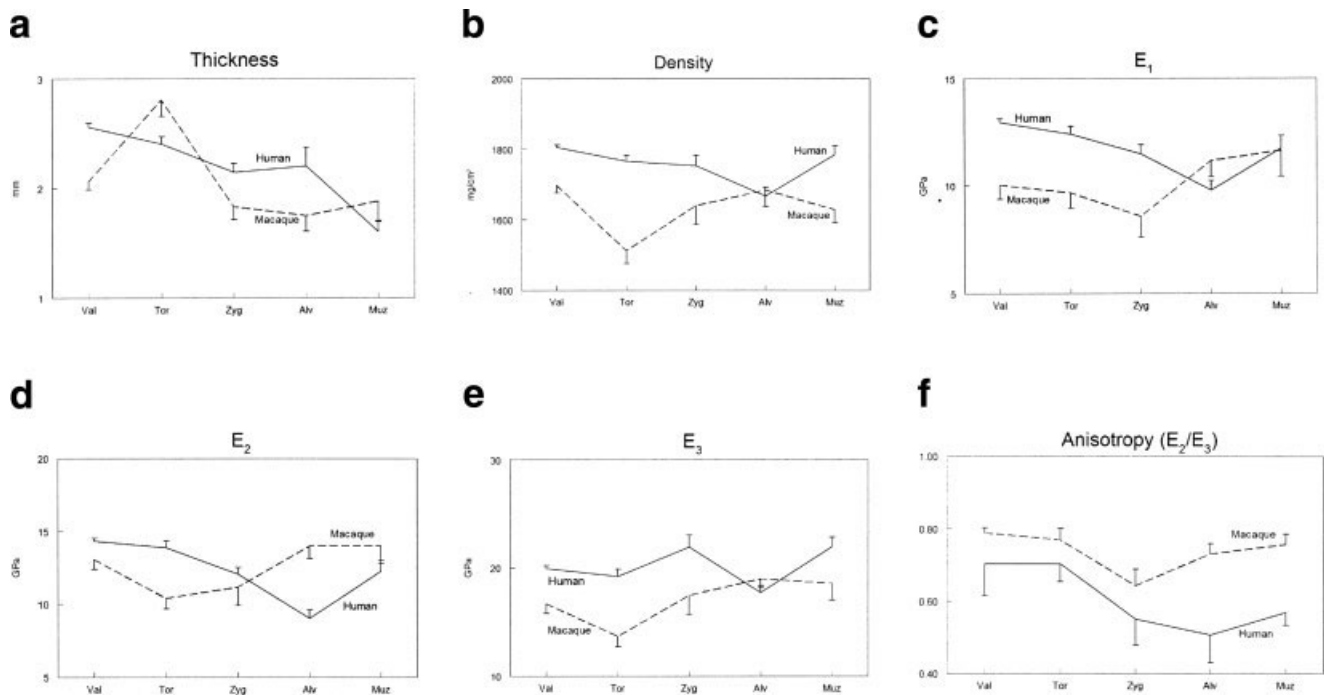 a
Thickness
3
2
1
mm
Human
Macaque
Val Tor Zyg Alv Muz
b
Density
2000
1800
1600
1400
mg/cm³
Human
Macaque
Val Tor Zyg Alv Muz
c
E₁
15
10
5
GPa
Human
Macaque
Val Tor Zyg Alv Muz
d
E₂
20
15
10
5
GPa
Macaque
Human
Val Tor Zyg Alv Muz
e
E₃
30
20
10
GPa
Human
Macaque
Val Tor Zyg Alv Muz
f
Anisotropy (E₂/E₃)
1.00
0.80
0.60
0.40
Macaque
Human
Val Tor Zyg Alv Muz